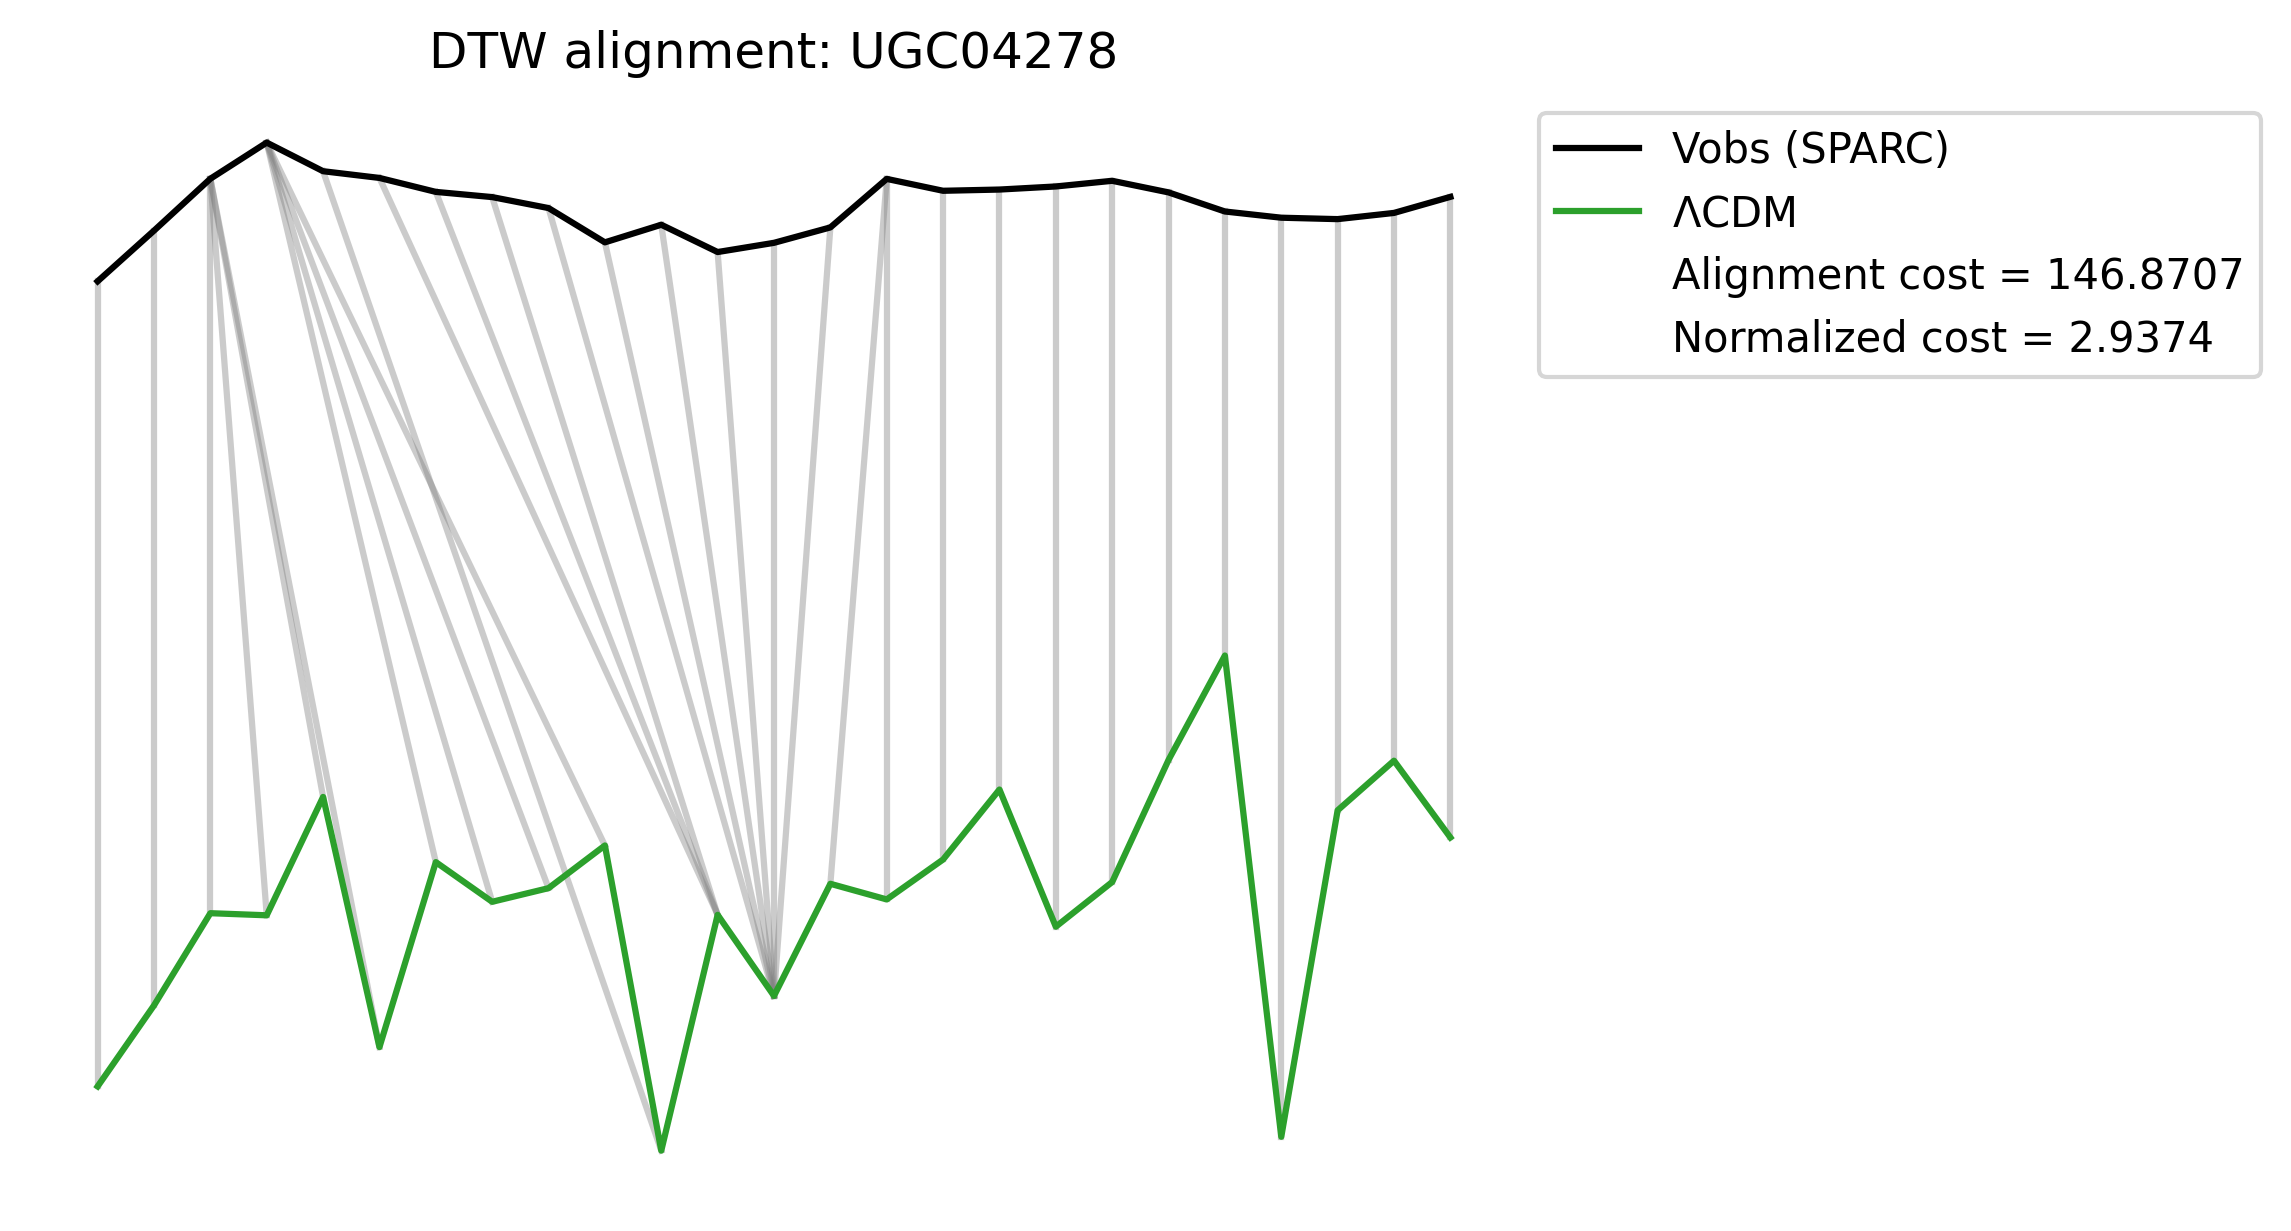 DTW alignment: UGC04278
Vobs (SPARC)
ΛCDM
Alignment cost = 146.8707
Normalized cost = 2.9374